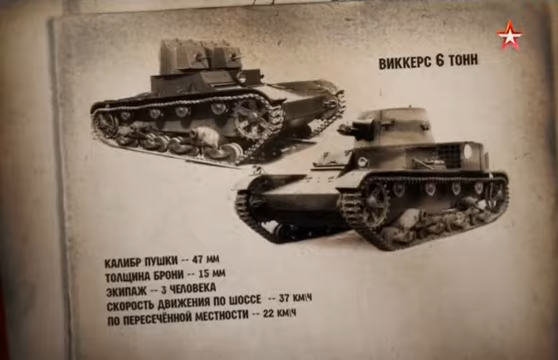 ВИККЕРС 6 ТОНН
КАЛИБР ПУШКИ -- 47 ММ
ТОЛЩИНА БРОНИ -- 15 ММ
ЭКИПАЖ -- 3 ЧЕЛОВЕКА
СКОРОСТЬ ДВИЖЕНИЯ ПО ШОССЕ -- 37 КМ\Ч
ПО ПЕРЕСЕЧЁННОЙ МЕСТНОСТИ -- 22 КМ\Ч